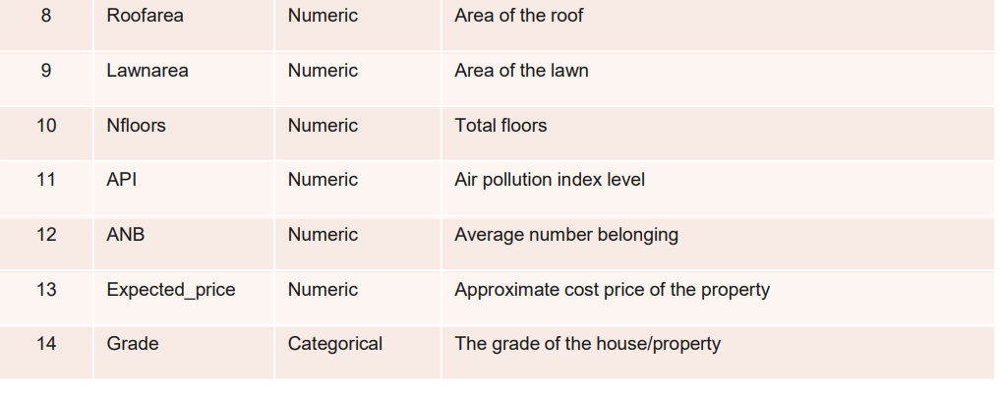 8 Roofarea Numeric Area of the roof
9 Lawnarea Numeric Area of the lawn
10 Nfloors Numeric Total floors
11 API Numeric Air pollution index level
12 ANB Numeric Average number belonging
13 Expected_price Numeric Approximate cost price of the property
14 Grade Categorical The grade of the house/property